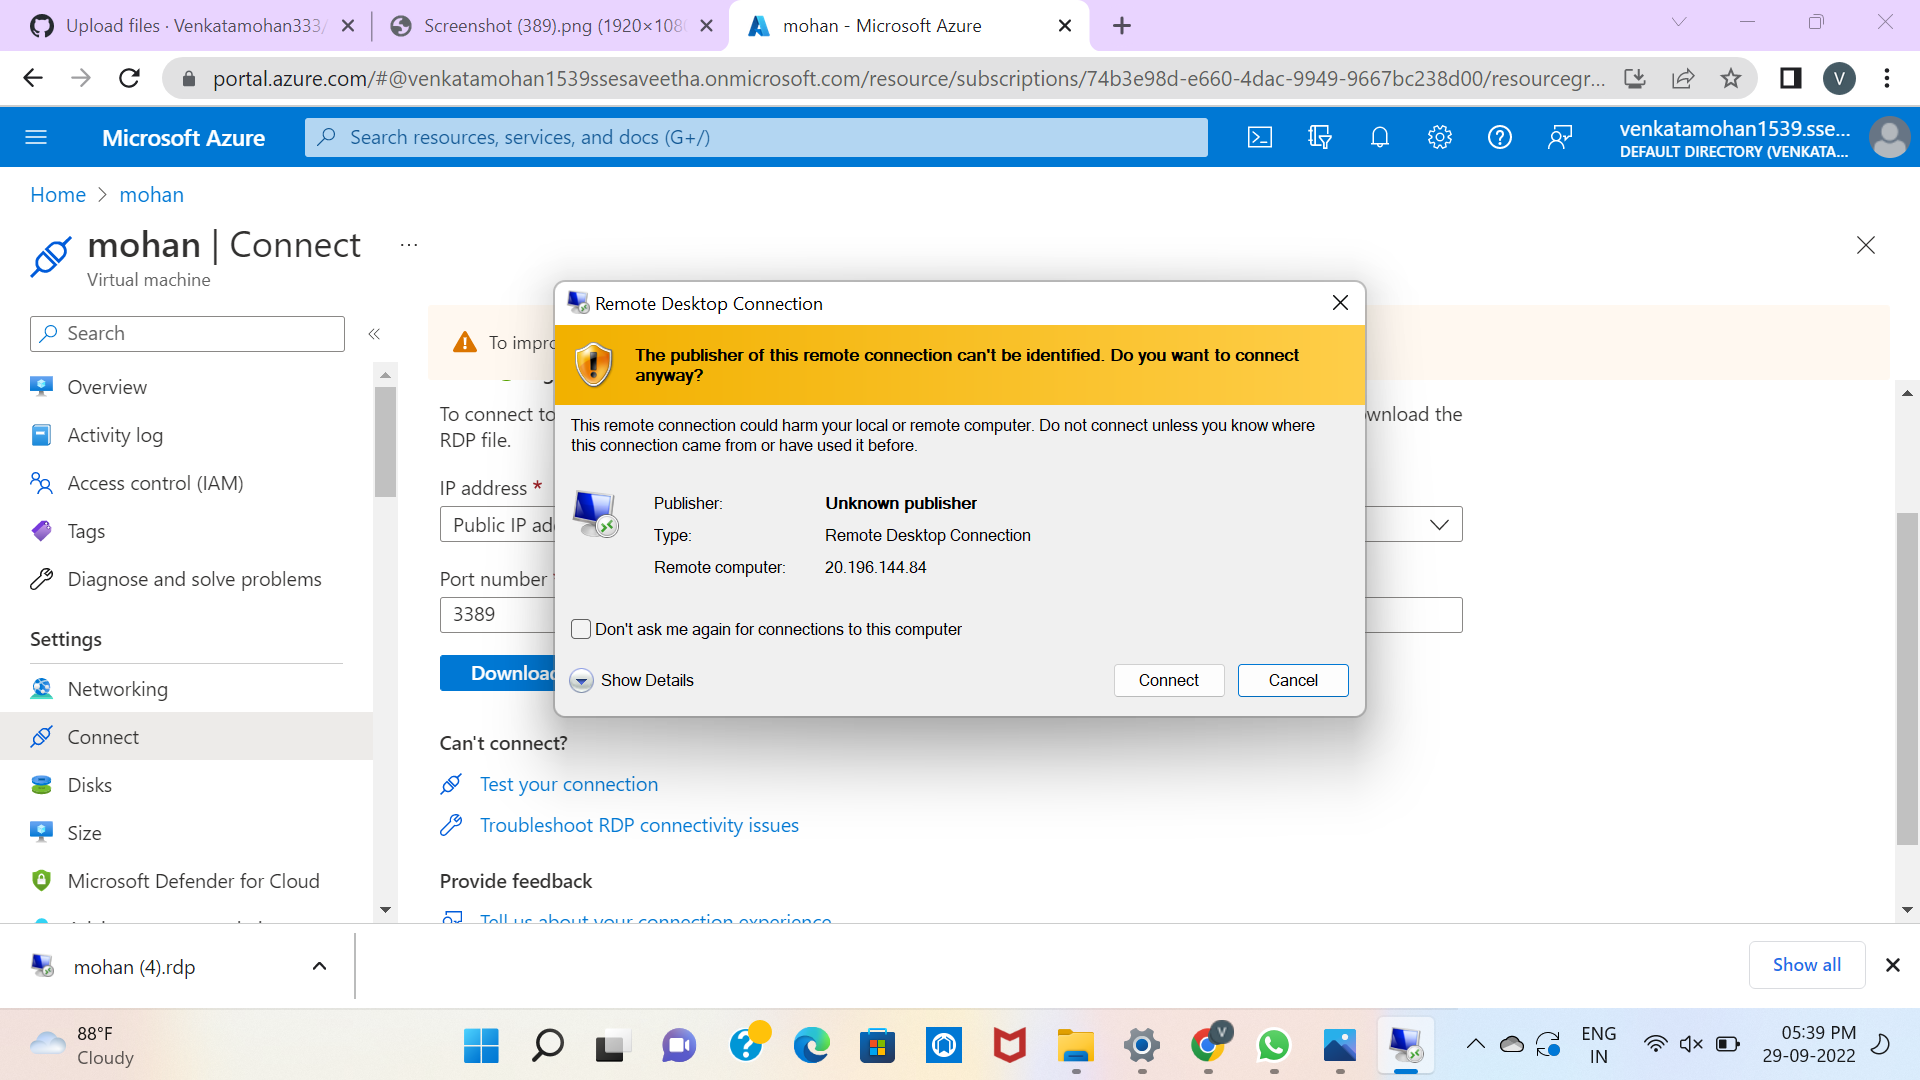 Upload files · Venkatamohan333/
Screenshot (389).png (1920×108
mohan - Microsoft Azure
portal.azure.com/#@venkatamohan1539ssesaveetha.onmicrosoft.com/resource/subscriptions/74b3e98d-e660-4dac-9949-9667bc238d00/resourcegr...
V
Microsoft Azure
Search resources, services, and docs (G+/)
venkatamohan1539.sse...
DEFAULT DIRECTORY (VENKATA...
Home > mohan
mohan | Connect ...
Virtual machine
Search
«
Overview
Activity log
Access control (IAM)
Tags
Diagnose and solve problems
Settings
Networking
Connect
Disks
Size
Microsoft Defender for Cloud
To impro
To connect to
wnload the
RDP file.
IP address *
Public IP ad
Port number
3389
Download
Can't connect?
Test your connection
Troubleshoot RDP connectivity issues
Provide feedback
Tell us about your connection experience
Remote Desktop Connection
The publisher of this remote connection can't be identified. Do you want to connect
anyway?
This remote connection could harm your local or remote computer. Do not connect unless you know where
this connection came from or have used it before.
Publisher: Unknown publisher
Type: Remote Desktop Connection
Remote computer: 20.196.144.84
Don't ask me again for connections to this computer
Show Details
Connect
Cancel
mohan (4).rdp
Show all
88°F
Cloudy
V
ENG
IN
05:39 PM
29-09-2022